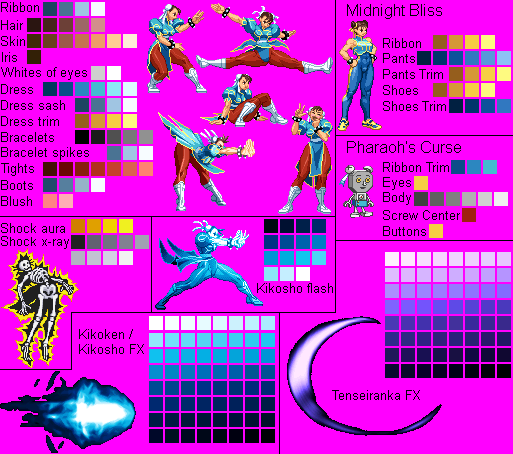 Ribbon
Hair
Skin
Iris
Whites of eyes
Dress
Dress sash
Dress trim
Bracelets
Bracelet spikes
Tights
Boots
Blush
Midnight Bliss
Ribbon
Pants
Pants Trim
Shoes
Shoes Trim
Pharaoh's Curse
Ribbon Trim
Eyes
Body
Screw Center
Buttons
Shock aura
Shock x-ray
Kikosho flash
Kikoken /
Kikosho FX
Tenseiranka FX